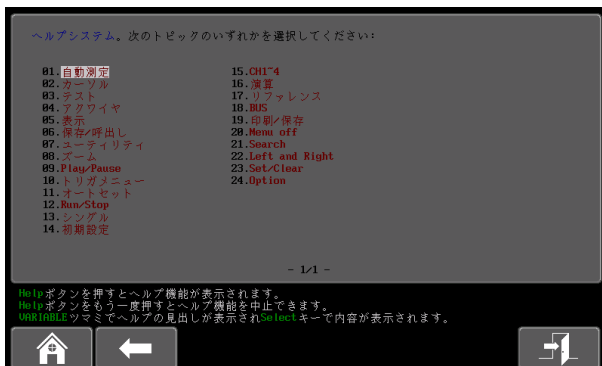 ヘルプシステム。次のトピックのいずれかを選択してください:
01.自動測定
02.カーソル
03.テスト
04.アクワイヤ
05.表示
06.保存/呼出し
07.ユーティリティ
08.ズーム
09.Play/Pause
10.トリガメニュー
11.オートセット
12.Run/Stop
13.シングル
14.初期設定
15.CH1~4
16.演算
17.リファレンス
18.BUS
19.印刷/保存
20.Menu off
21.Search
22.Left and Right
23.Set/Clear
24.Option
- 1/1 -
Helpボタンを押すとヘルプ機能が表示されます。
Helpボタンをもう一度押すとヘルプ機能を中止できます。
VARIABLEツマミでヘルプの見出しが表示されSelectキーで内容が表示されます。